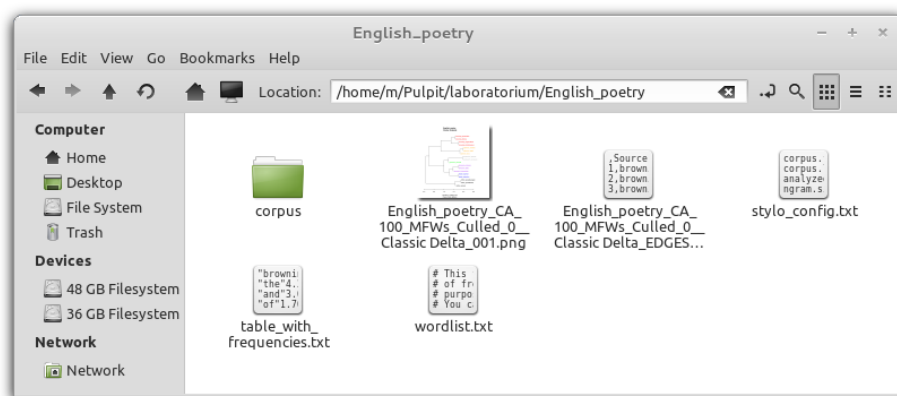 English_poetry
File Edit View Go Bookmarks Help
Location: /home/m/Pulpit/laboratorium/English_poetry
Computer
Home
Desktop
File System
Trash
Devices
48 GB Filesystem
36 GB Filesystem
Network
Network
corpus
English_poetry_CA_
100_MFWs_Culled_0__
Classic Delta_001.png
,Source
1,brown
2,brown
3,brown
English_poetry_CA_
100_MFWs_Culled_0__
Classic Delta_EDGES...
corpus.
corpus.
analyze
ngram.s
stylo_config.txt
"browni
"the"4.
"and"3.
"of"1.7
table_with_
frequencies.txt
# This
# of fr
# purpo
# You c
wordlist.txt